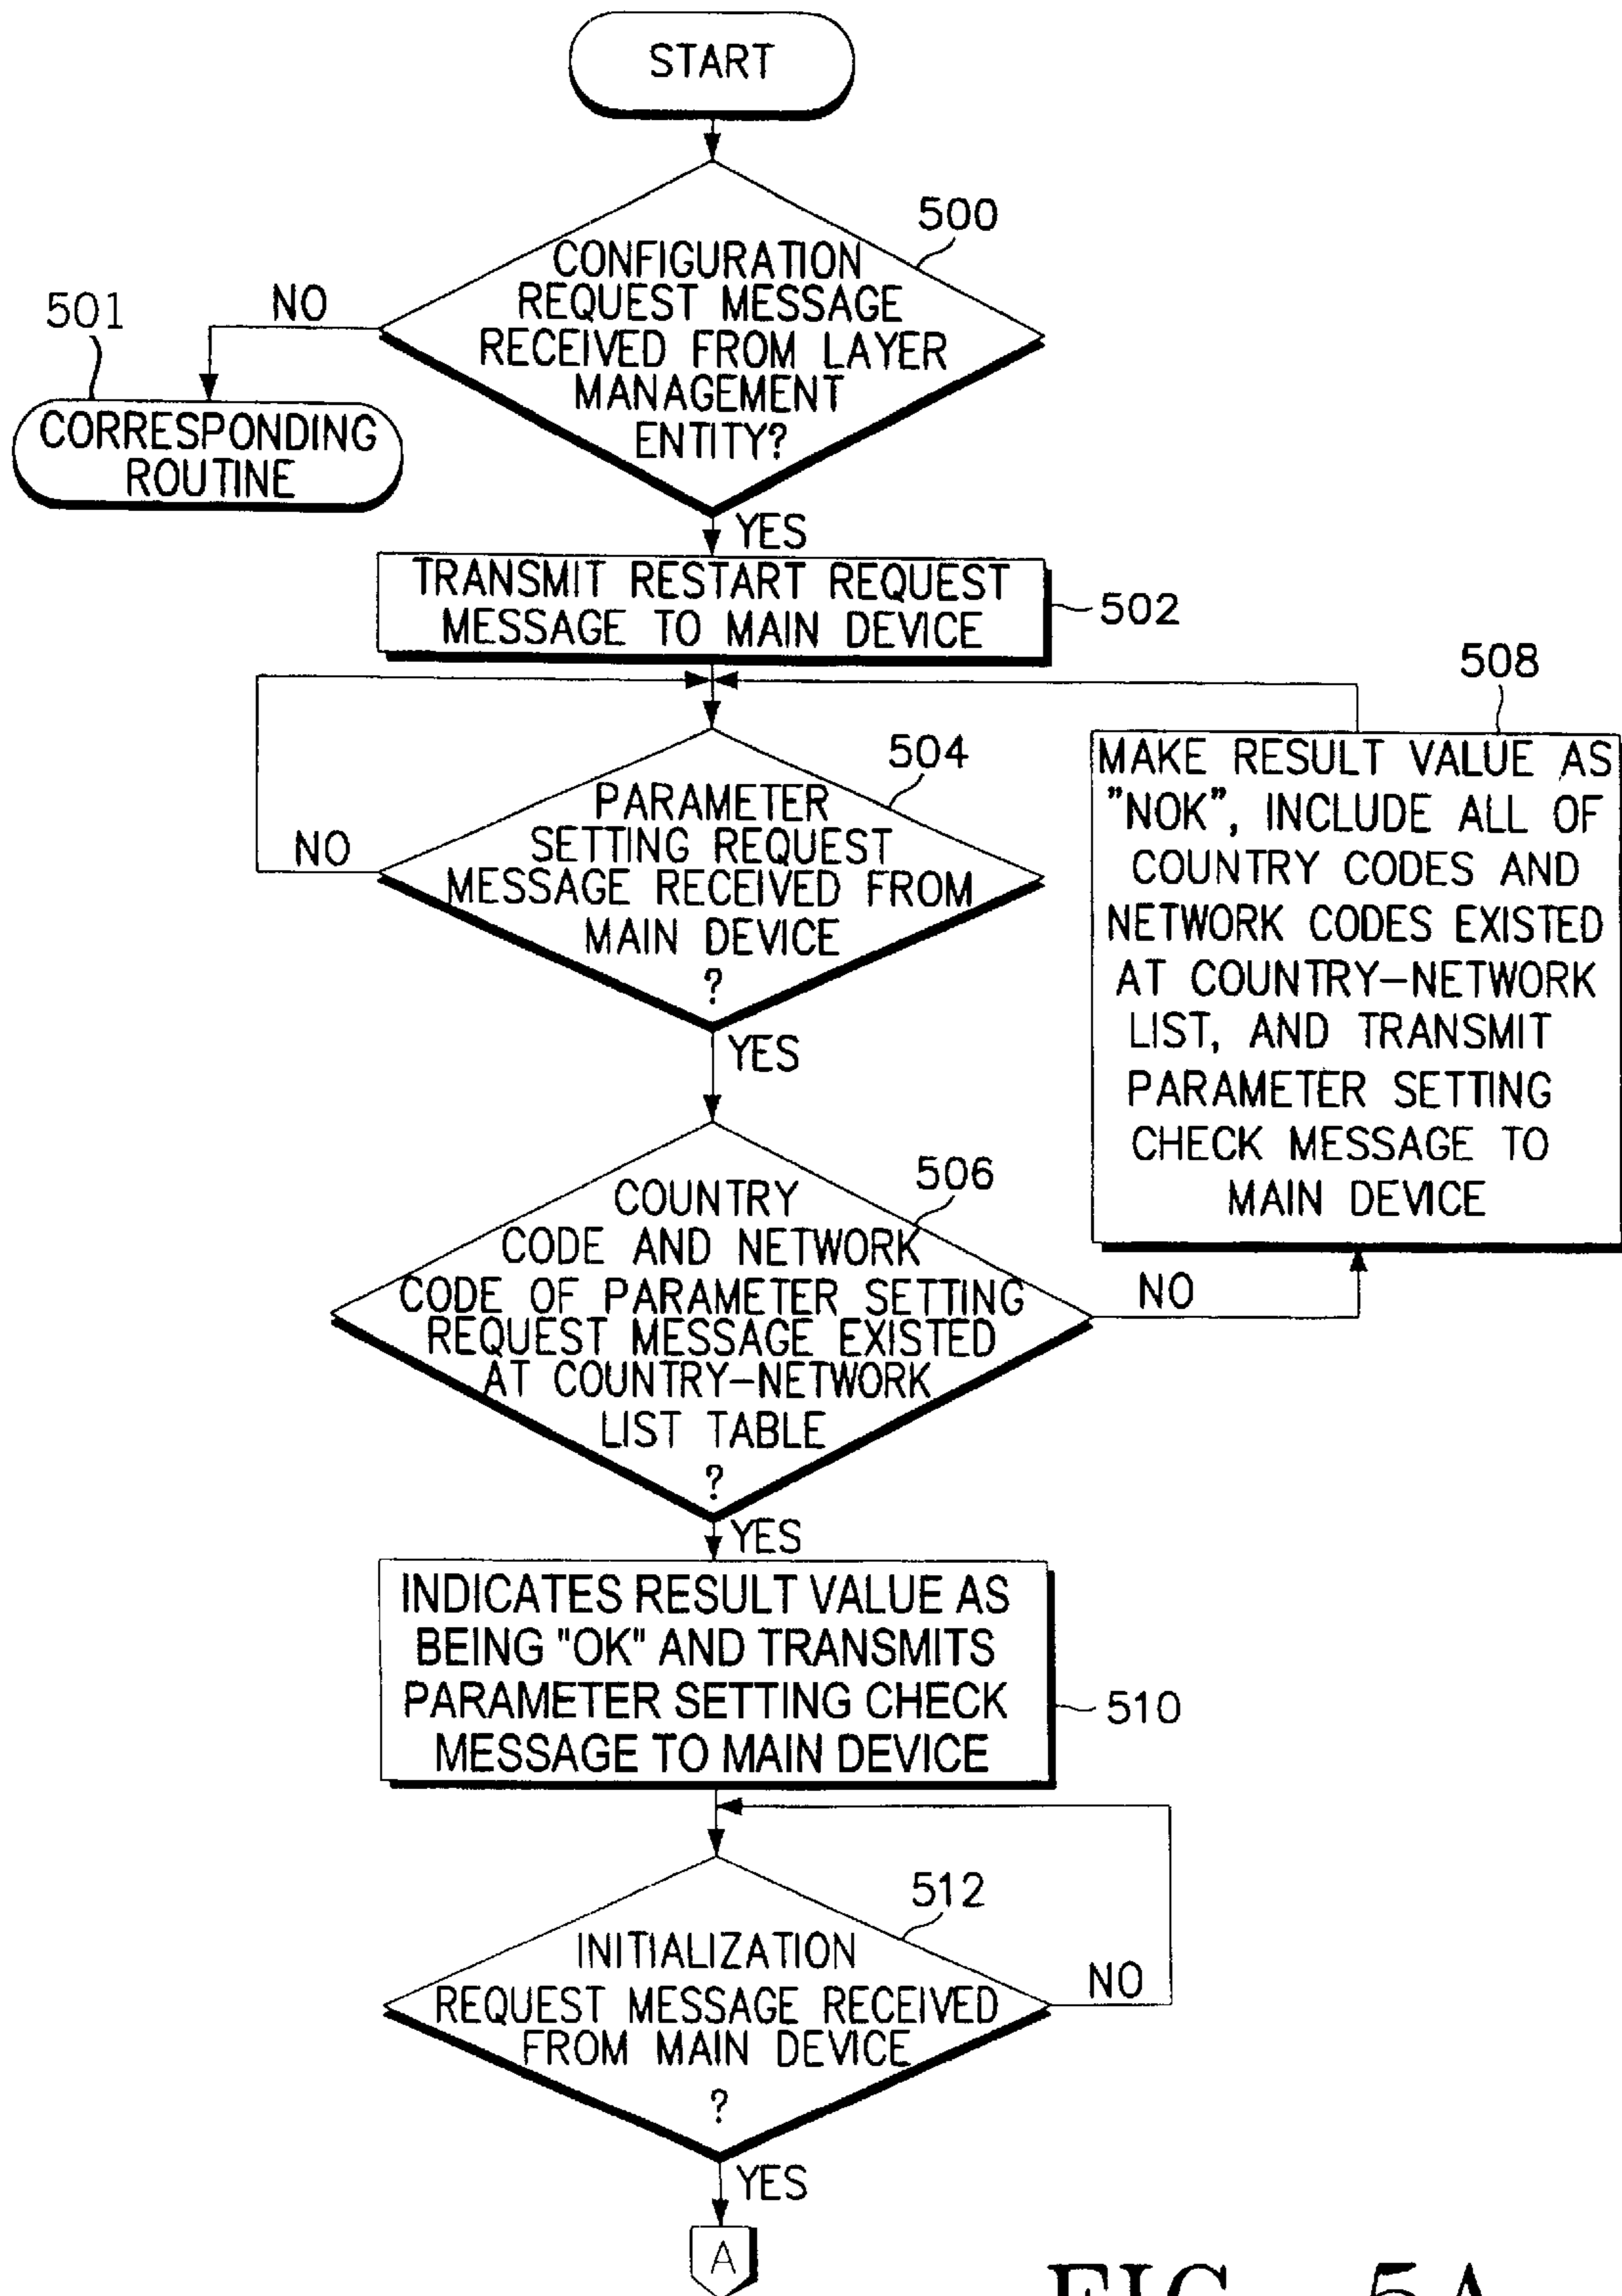 START
500
CONFIGURATION
REQUEST MESSAGE
RECEIVED FROM LAYER
MANAGEMENT
ENTITY?
NO
501
CORRESPONDING
ROUTINE
YES
TRANSMIT RESTART REQUEST
MESSAGE TO MAIN DEVICE
502
504
PARAMETER
SETTING REQUEST
MESSAGE RECEIVED FROM
MAIN DEVICE
?
NO
YES
508
MAKE RESULT VALUE AS
"NOK", INCLUDE ALL OF
COUNTRY CODES AND
NETWORK CODES EXISTED
AT COUNTRY-NETWORK
LIST, AND TRANSMIT
PARAMETER SETTING
CHECK MESSAGE TO
MAIN DEVICE
506
COUNTRY
CODE AND NETWORK
CODE OF PARAMETER SETTING
REQUEST MESSAGE EXISTED
AT COUNTRY-NETWORK
LIST TABLE
?
NO
YES
INDICATES RESULT VALUE AS
BEING "OK" AND TRANSMITS
PARAMETER SETTING CHECK
MESSAGE TO MAIN DEVICE
510
512
INITIALIZATION
REQUEST MESSAGE RECEIVED
FROM MAIN DEVICE
?
NO
YES
A
FIG. 5A